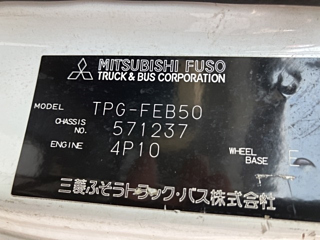 MITSUBISHI FUSO
TRUCK & BUS CORPORATION
MODEL TPG-FEB50
CHASSIS NO. 571237
ENGINE 4P10 WHEEL BASE E
三菱ふそうトラック・バス株式会社